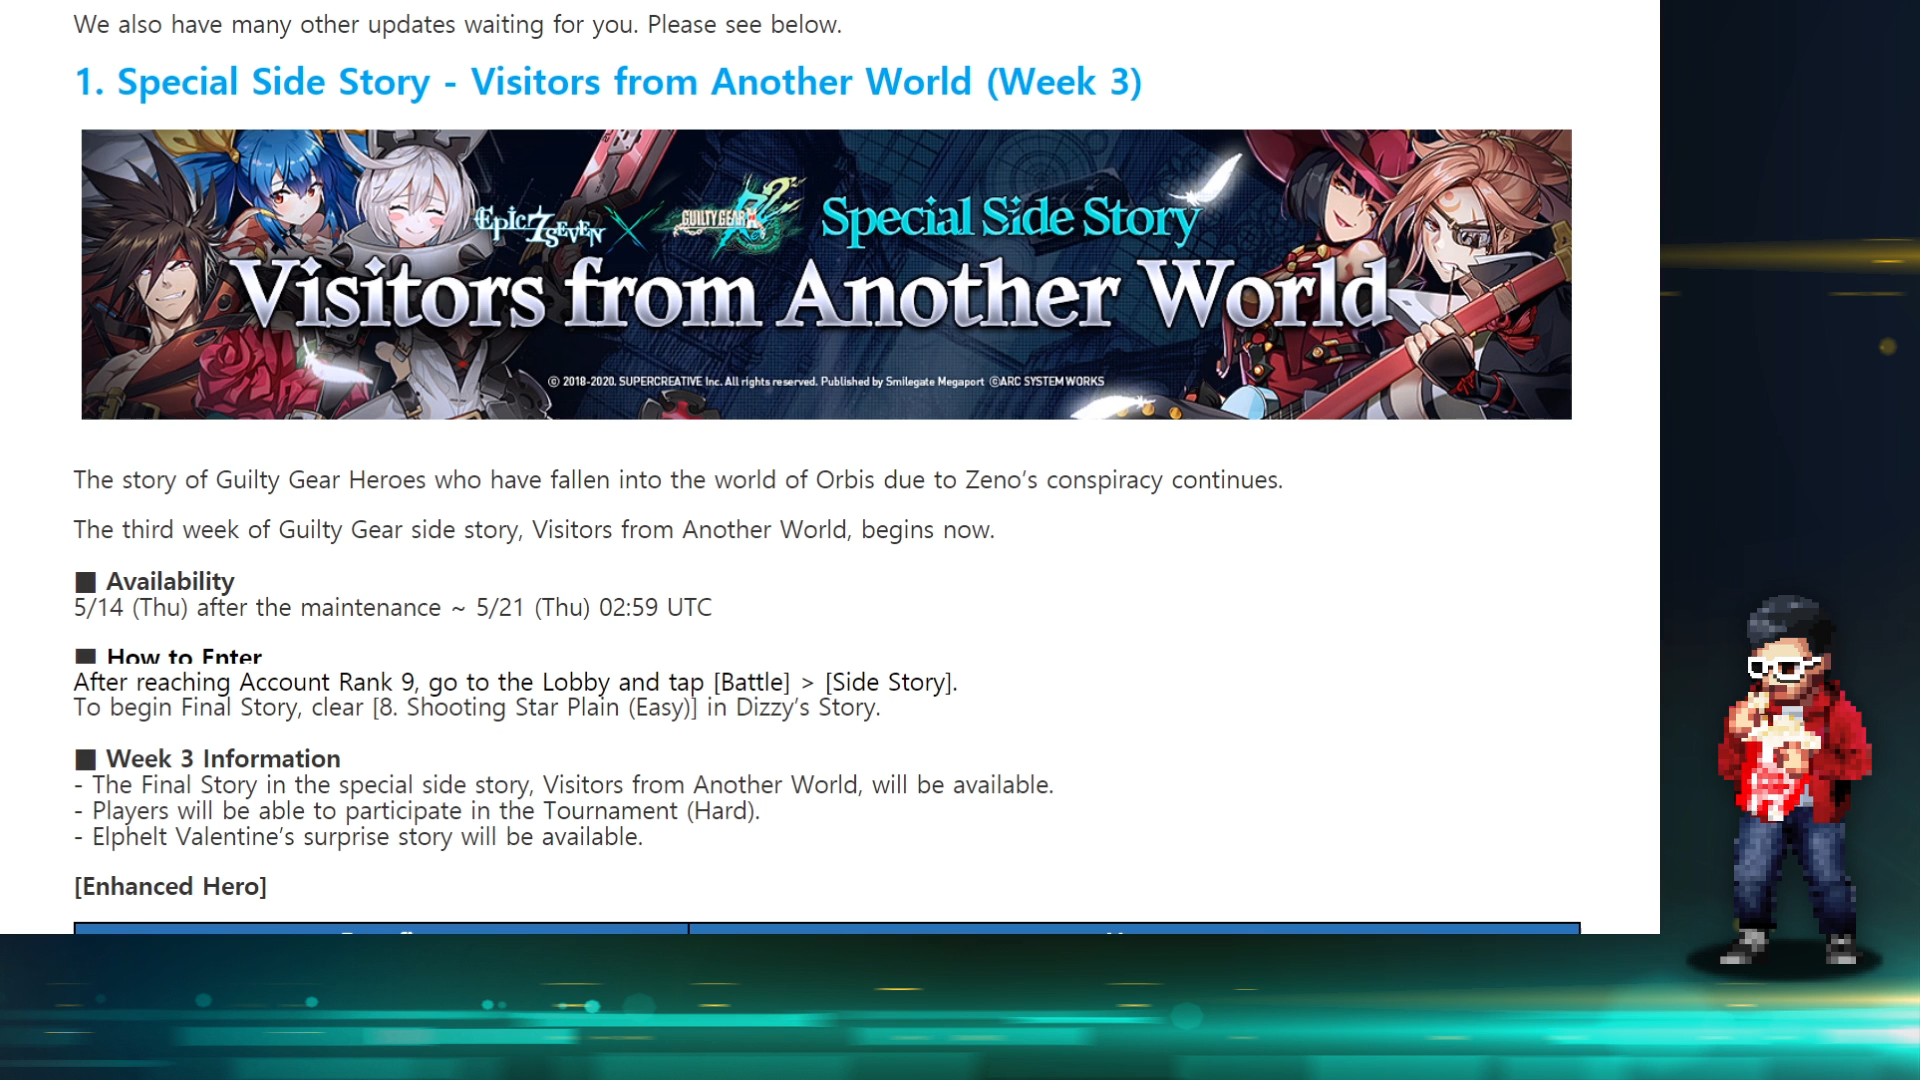 We also have many other updates waiting for you. Please see below.
1. Special Side Story - Visitors from Another World (Week 3)
Epic7SEVEN X GUILTY GEAR Special Side Story
Visitors from Another World
© 2018-2020. SUPERCREATIVE Inc. All rights reserved. Published by Smilegate Megaport ©ARC SYSTEM WORKS
The story of Guilty Gear Heroes who have fallen into the world of Orbis due to Zeno’s conspiracy continues.
The third week of Guilty Gear side story, Visitors from Another World, begins now.
■ Availability
5/14 (Thu) after the maintenance ~ 5/21 (Thu) 02:59 UTC
■ How to Enter
After reaching Account Rank 9, go to the Lobby and tap [Battle] > [Side Story].
To begin Final Story, clear [8. Shooting Star Plain (Easy)] in Dizzy’s Story.
■ Week 3 Information
- The Final Story in the special side story, Visitors from Another World, will be available.
- Players will be able to participate in the Tournament (Hard).
- Elphelt Valentine’s surprise story will be available.
[Enhanced Hero]